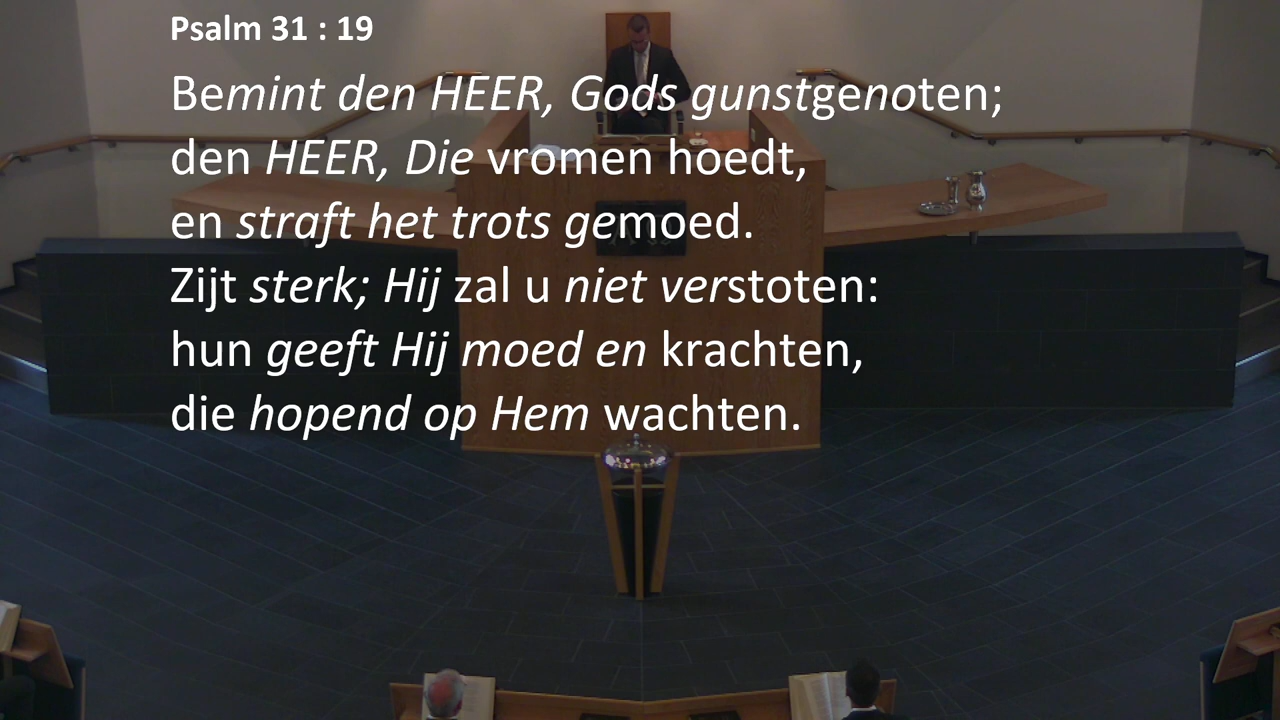 Psalm 31 : 19
Bemint den HEER, Gods gunstgenoten;
den HEER, Die vromen hoedt,
en straft het trots gemoed.
Zijt sterk; Hij zal u niet verstoten:
hun geeft Hij moed en krachten,
die hopend op Hem wachten.